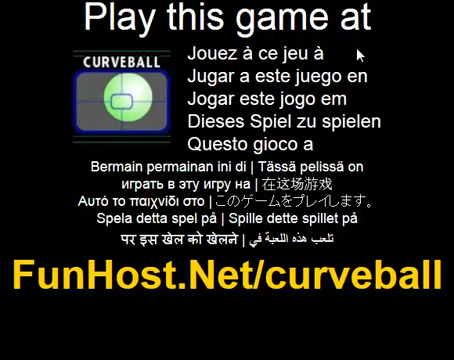 Play this game at
CURVEBALL
Jouez à ce jeu à
Jugar a este juego en
Jogar este jogo em
Dieses Spiel zu spielen
Questo gioco a
Bermain permainan ini di | Tässä pelissä on
играть в эту игру на | 在这场游戏
Αυτό το παιχνίδι στο | このゲームをプレイします。
Spela detta spel på | Spille dette spillet på
पर इस खेल को खेलने | تلعب هذه اللعبة في
FunHost.Net/curveball